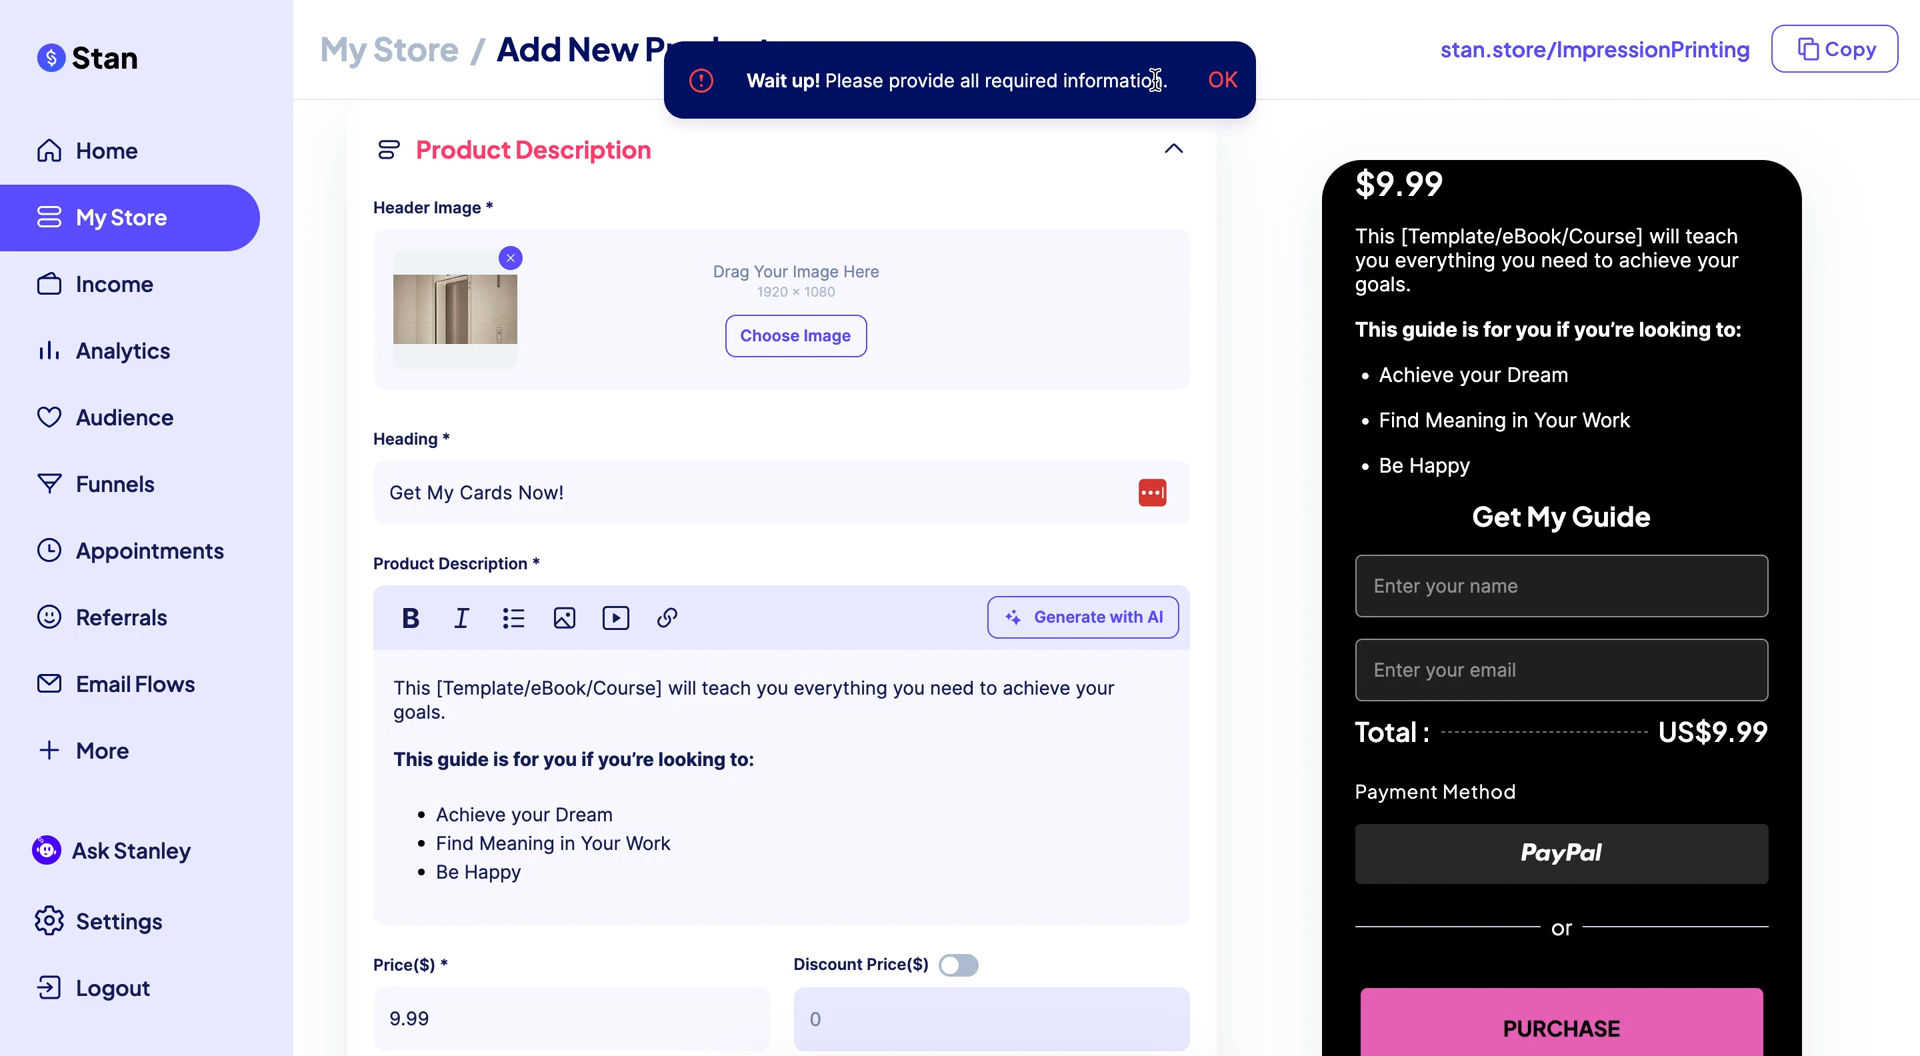 Stan
Home
My Store
Income
Analytics
Audience
Funnels
Appointments
Referrals
Email Flows
More
Ask Stanley
Settings
Logout
My Store / Add New
stan.store/ImpressionPrinting
Copy
Wait up! Please provide all required information.
OK
Product Description
Header Image *
Drag Your Image Here
1920 × 1080
Choose Image
Heading *
Get My Cards Now!
Product Description *
B I
Generate with AI
This [Template/eBook/Course] will teach you everything you need to achieve your
goals.
This guide is for you if you’re looking to:
• Achieve your Dream
• Find Meaning in Your Work
• Be Happy
Price($) *
Discount Price($)
9.99
0
$9.99
This [Template/eBook/Course] will teach
you everything you need to achieve your
goals.
This guide is for you if you’re looking to:
• Achieve your Dream
• Find Meaning in Your Work
• Be Happy
Get My Guide
Enter your name
Enter your email
Total : US$9.99
Payment Method
PayPal
or
PURCHASE